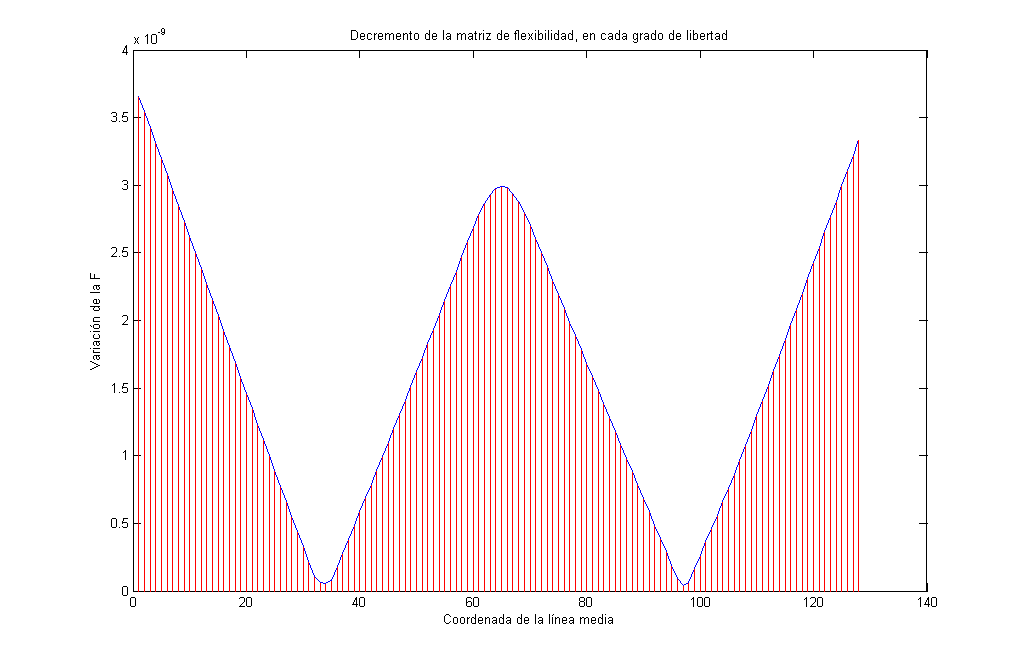 Decremento de la matriz de flexibilidad, en cada grado de libertad
x 10^-9
4
3.5
3
2.5
2
1.5
1
0.5
0
Variación de la F
0 20 40 60 80 100 120 140
Coordenada de la línea media